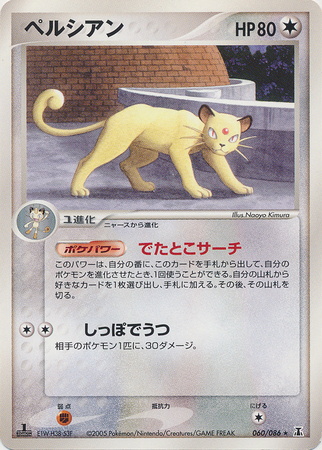 ペルシアン HP80
Illus. Naoyo Kimura
1進化 ニャースから進化
ポケパワー でたとこサーチ
このパワーは、自分の番に、このカードを手札から出して、自分の
ポケモンを進化させたとき、1回使うことができる。自分の山札から
好きなカードを1枚選び出し、手札に加える。その後、その山札を
切る。
しっぽでうつ
相手のポケモン1匹に、30ダメージ。
弱点 抵抗力 にげる
1
ETW-H38-53F ©2005 Pokémon/Nintendo/Creatures/GAME FREAK 060/086 ★